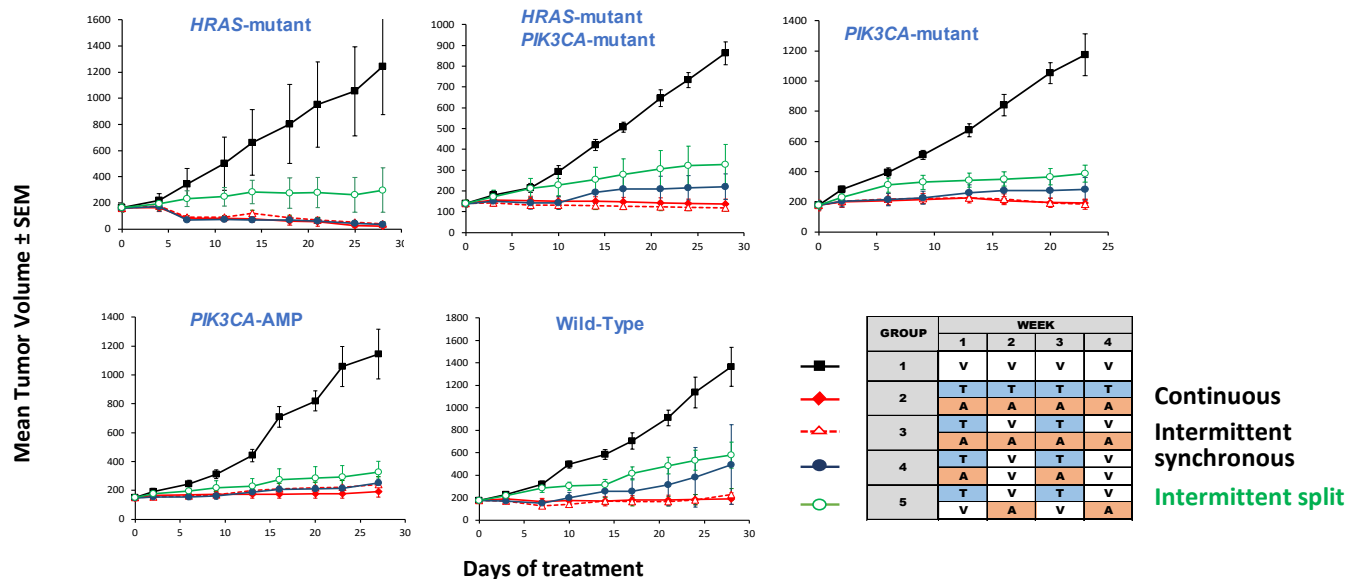 Mean Tumor Volume ± SEM
HRAS-mutant
1600
1400
1200
1000
800
600
400
200
0
0 5 10 15 20 25 30
HRAS-mutant
PIK3CA-mutant
1000
900
800
700
600
500
400
300
200
100
0
0 5 10 15 20 25 30
PIK3CA-mutant
1400
1200
1000
800
600
400
200
0
0 5 10 15 20 25
PIK3CA-AMP
1400
1200
1000
800
600
400
200
0
0 5 10 15 20 25 30
Wild-Type
1800
1600
1400
1200
1000
800
600
400
200
0
0 5 10 15 20 25 30
Days of treatment
GROUP WEEK
1 2 3 4
1 V V V V
2 T T T T
A A A A
3 T V T V
A A A A
4 T V T V
A V A V
5 T V T V
V A V A
Continuous
Intermittent
synchronous
Intermittent split